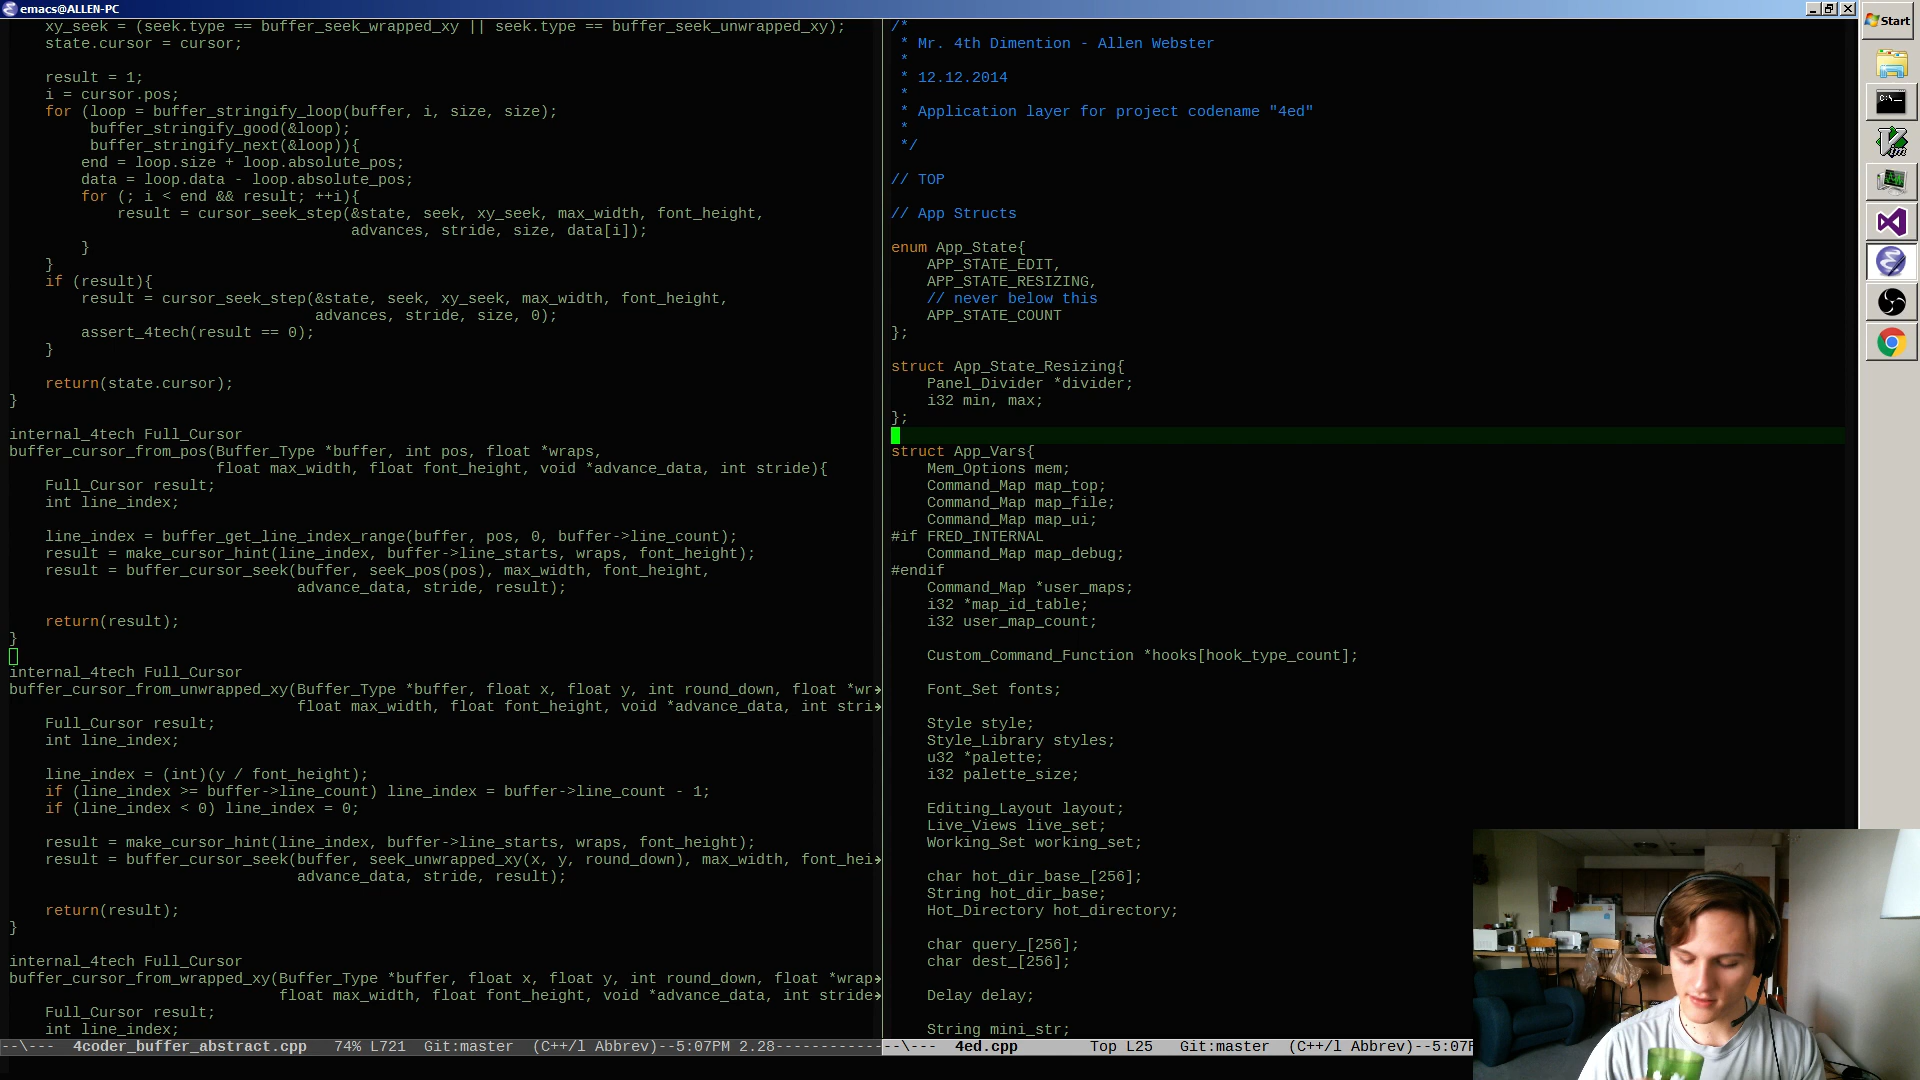 emacs@ALLEN-PC
    xy_seek = (seek.type == buffer_seek_wrapped_xy || seek.type == buffer_seek_unwrapped_xy);
    state.cursor = cursor;
    result = 1;
    i = cursor.pos;
    for (loop = buffer_stringify_loop(buffer, i, size, size);
         buffer_stringify_good(&loop);
         buffer_stringify_next(&loop)){
        end = loop.size + loop.absolute_pos;
        data = loop.data - loop.absolute_pos;
        for (; i < end && result; ++i){
            result = cursor_seek_step(&state, seek, xy_seek, max_width, font_height,
                                      advances, stride, size, data[i]);
        }
    }
    if (result){
        result = cursor_seek_step(&state, seek, xy_seek, max_width, font_height,
                                  advances, stride, size, 0);
        assert_4tech(result == 0);
    }
    return(state.cursor);
}
internal_4tech Full_Cursor
buffer_cursor_from_pos(Buffer_Type *buffer, int pos, float *wraps,
                       float max_width, float font_height, void *advance_data, int stride){
    Full_Cursor result;
    int line_index;
    line_index = buffer_get_line_index_range(buffer, pos, 0, buffer->line_count);
    result = make_cursor_hint(line_index, buffer->line_starts, wraps, font_height);
    result = buffer_cursor_seek(buffer, seek_pos(pos), max_width, font_height,
                                advance_data, stride, result);
    return(result);
}
internal_4tech Full_Cursor
buffer_cursor_from_unwrapped_xy(Buffer_Type *buffer, float x, float y, int round_down, float *wr→
                                float max_width, float font_height, void *advance_data, int stri→
    Full_Cursor result;
    int line_index;
    line_index = (int)(y / font_height);
    if (line_index >= buffer->line_count) line_index = buffer->line_count - 1;
    if (line_index < 0) line_index = 0;
    result = make_cursor_hint(line_index, buffer->line_starts, wraps, font_height);
    result = buffer_cursor_seek(buffer, seek_unwrapped_xy(x, y, round_down), max_width, font_hei→
                                advance_data, stride, result);
    return(result);
}
internal_4tech Full_Cursor
buffer_cursor_from_wrapped_xy(Buffer_Type *buffer, float x, float y, int round_down, float *wrap→
                              float max_width, float font_height, void *advance_data, int stride→
    Full_Cursor result;
    int line_index;
--\---  4coder_buffer_abstract.cpp   74% L721  Git:master  (C++/l Abbrev)--5:07PM 2.28------------
/*
 * Mr. 4th Dimention - Allen Webster
 *
 * 12.12.2014
 *
 * Application layer for project codename "4ed"
 *
 */
// TOP
// App Structs
enum App_State{
    APP_STATE_EDIT,
    APP_STATE_RESIZING,
    // never below this
    APP_STATE_COUNT
};
struct App_State_Resizing{
    Panel_Divider *divider;
    i32 min, max;
};
struct App_Vars{
    Mem_Options mem;
    Command_Map map_top;
    Command_Map map_file;
    Command_Map map_ui;
#if FRED_INTERNAL
    Command_Map map_debug;
#endif
    Command_Map *user_maps;
    i32 *map_id_table;
    i32 user_map_count;
    Custom_Command_Function *hooks[hook_type_count];
    Font_Set fonts;
    Style style;
    Style_Library styles;
    u32 *palette;
    i32 palette_size;
    Editing_Layout layout;
    Live_Views live_set;
    Working_Set working_set;
    char hot_dir_base_[256];
    String hot_dir_base;
    Hot_Directory hot_directory;
    char query_[256];
    char dest_[256];
    Delay delay;
    String mini_str;
--\---  4ed.cpp        Top L25   Git:master  (C++/l Abbrev)--5:07
Start
C:\
Vim